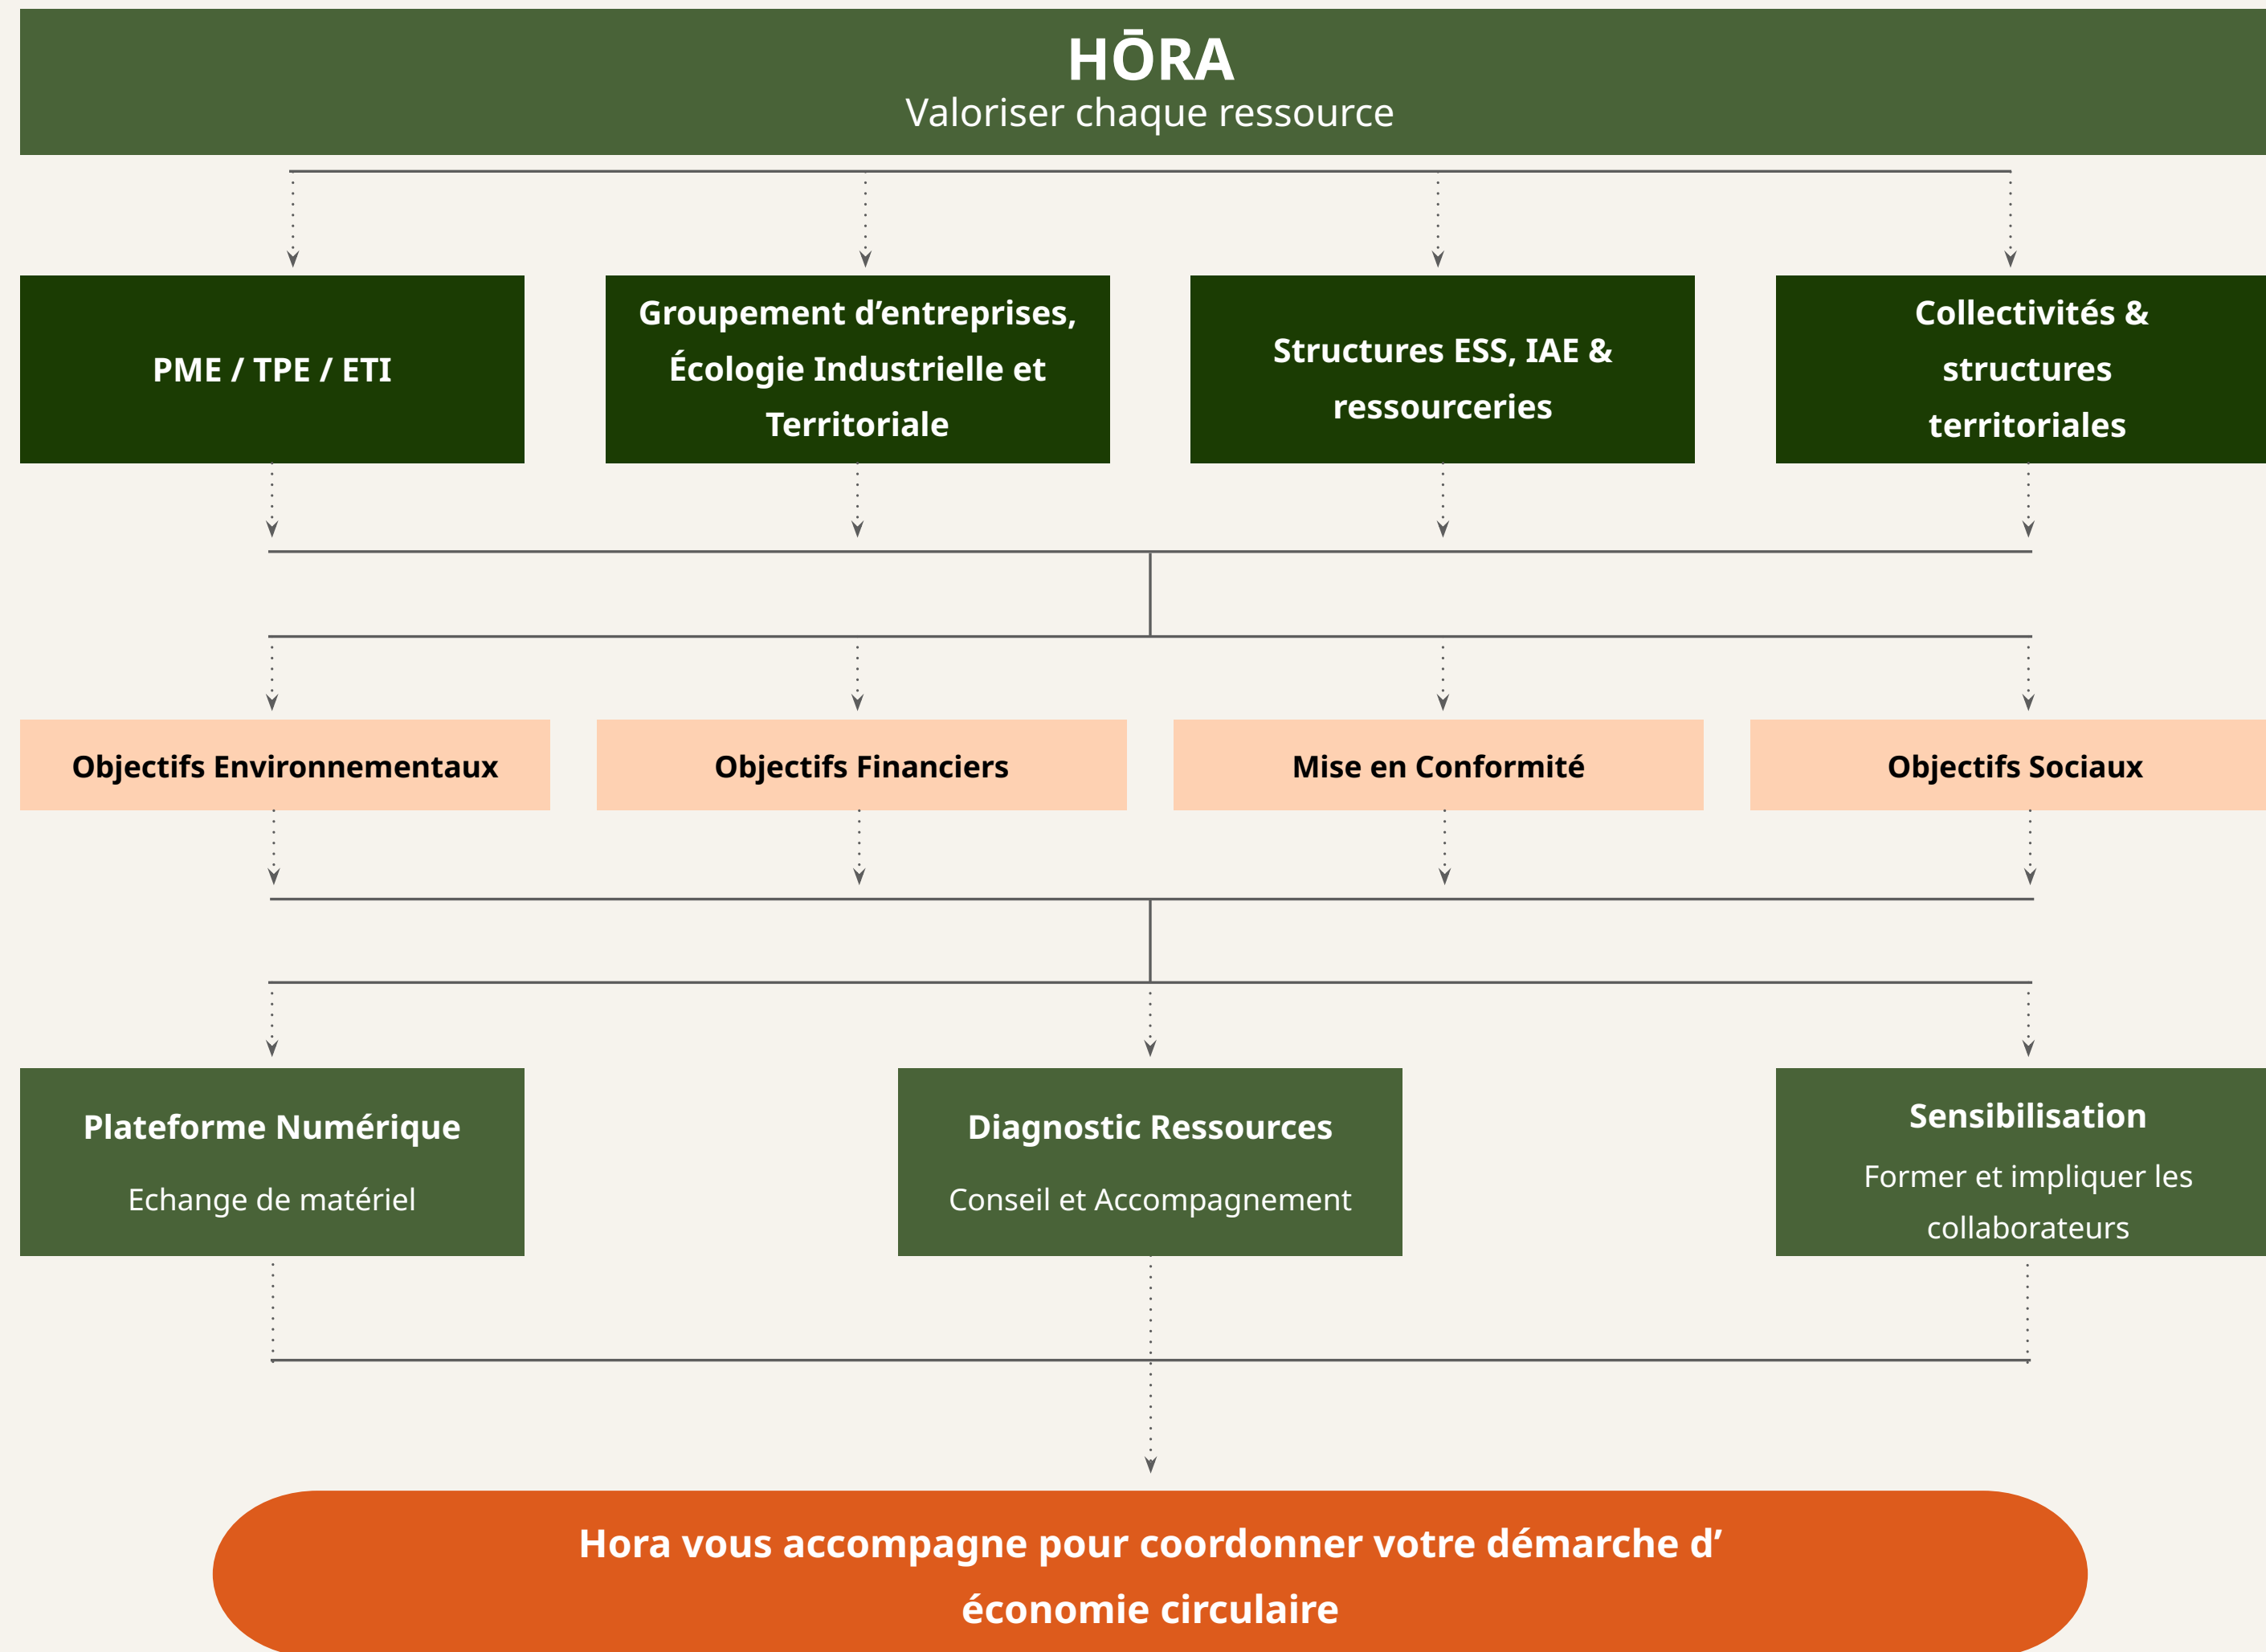 HŌRA
Valoriser chaque ressource
PME / TPE / ETI
Groupement d’entreprises,
Écologie Industrielle et
Territoriale
Structures ESS, IAE &
ressourceries
Collectivités &
structures
territoriales
Objectifs Environnementaux
Objectifs Financiers
Mise en Conformité
Objectifs Sociaux
Plateforme Numérique
Echange de matériel
Diagnostic Ressources
Conseil et Accompagnement
Sensibilisation
Former et impliquer les
collaborateurs
Hora vous accompagne pour coordonner votre démarche d’
économie circulaire